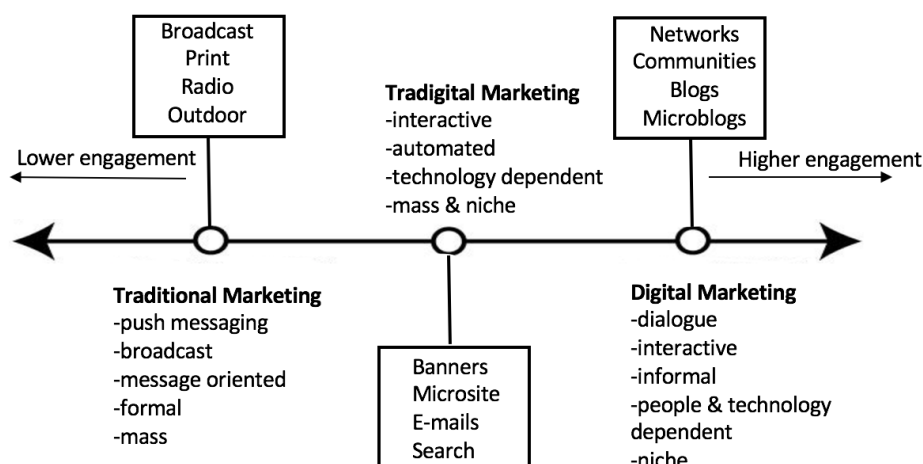 Broadcast
Print
Radio
Outdoor
Networks
Communities
Blogs
Microblogs
Tradigital Marketing
-interactive
-automated
-technology dependent
-mass & niche
Lower engagement
Higher engagement
Traditional Marketing
-push messaging
-broadcast
-message oriented
-formal
-mass
Banners
Microsite
E-mails
Search
Digital Marketing
-dialogue
-interactive
-informal
-people & technology
dependent
-niche